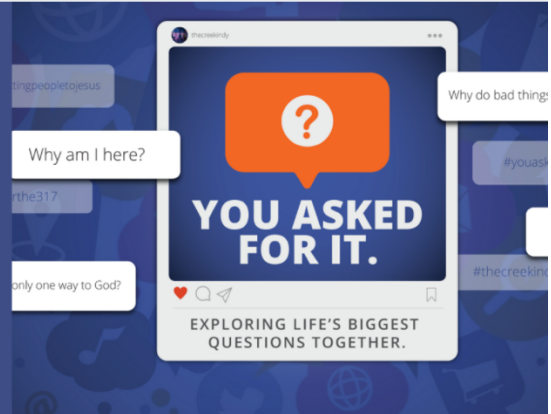 thecreekindy
tingpeopletojesus
Why do bad things
Why am I here?
#youask
rthe317
YOU ASKED
FOR IT.
only one way to God?
#thecreekind
EXPLORING LIFE'S BIGGEST
QUESTIONS TOGETHER.